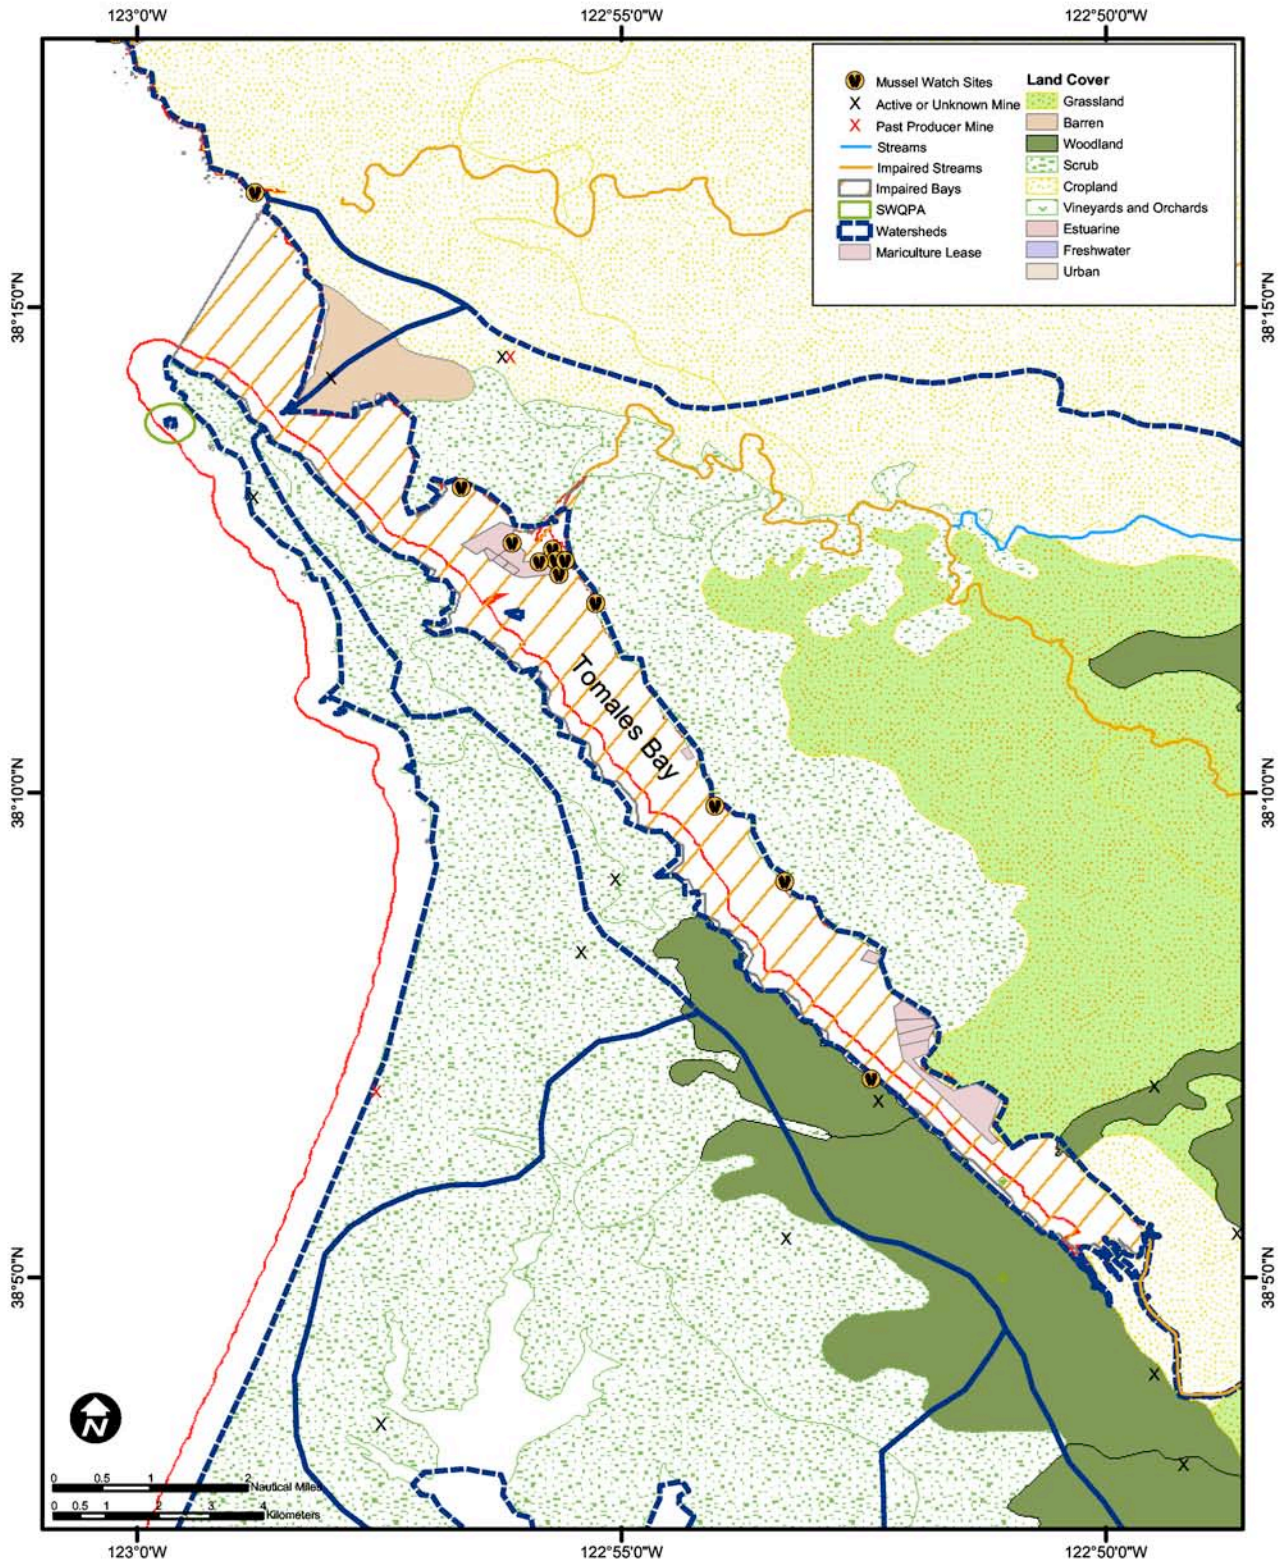 123°0'W 122°55'0"W 122°50'0"W
Mussel Watch Sites
Active or Unknown Mine
Past Producer Mine
Streams
Impaired Streams
Impaired Bays
SWQPA
Watersheds
Mariculture Lease
Land Cover
Grassland
Barren
Woodland
Scrub
Cropland
Vineyards and Orchards
Estuarine
Freshwater
Urban
38°15'0"N 38°15'0"N
Tomales Bay
38°10'0"N 38°10'0"N
38°5'0"N 38°5'0"N
N
0 0.5 1 2
Nautical Miles
0 0.5 1 2 3 4
Kilometers
123°0'W 122°55'0"W 122°50'0"W